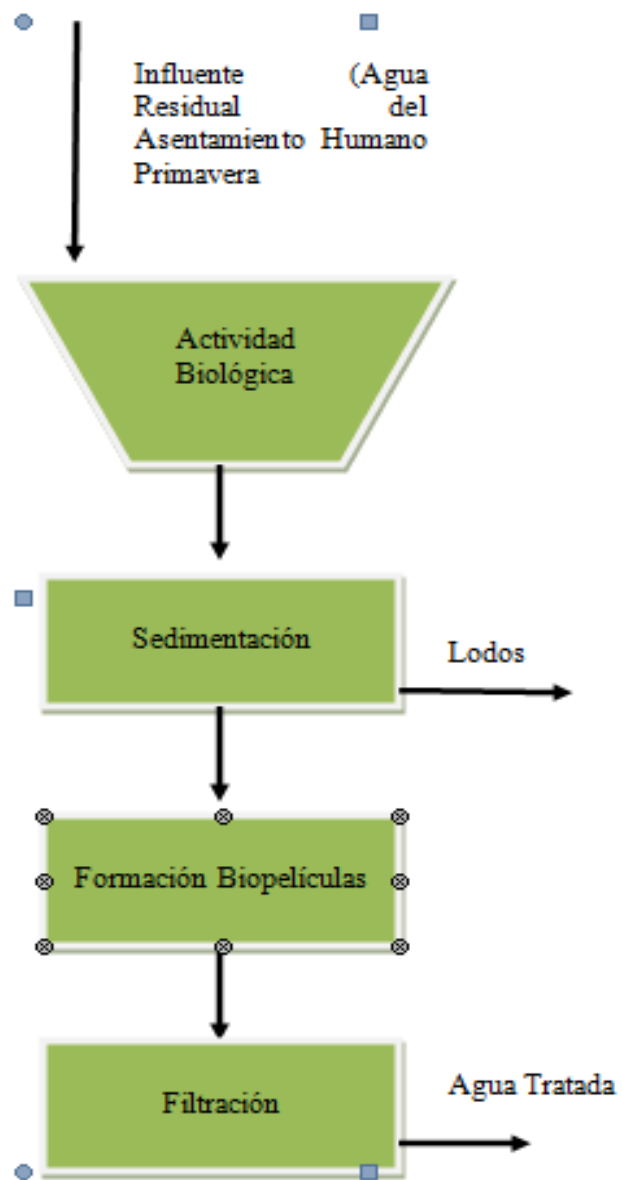 Influente (Agua
Residual del
Asentamiento Humano
Primavera
Actividad
Biológica
Sedimentación
Lodos
Formación Biopelículas
Filtración
Agua Tratada